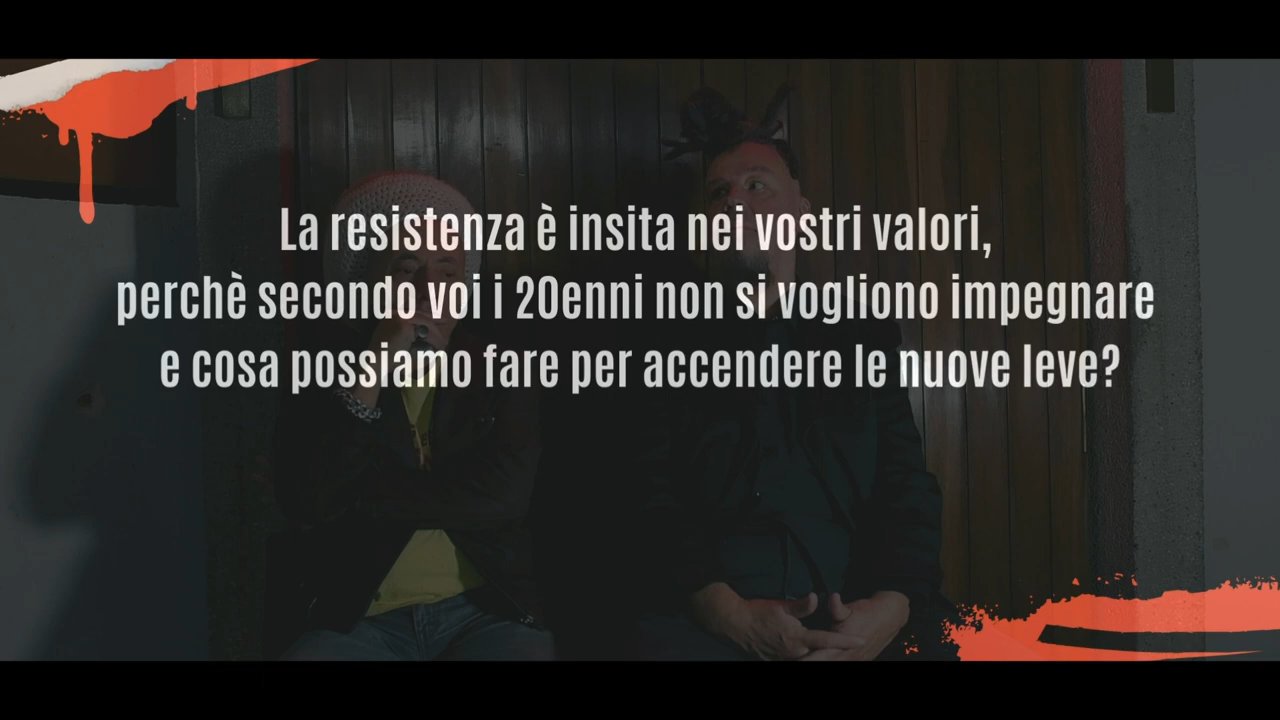 La resistenza è insita nei vostri valori,
perchè secondo voi i 20enni non si vogliono impegnare
e cosa possiamo fare per accendere le nuove leve?